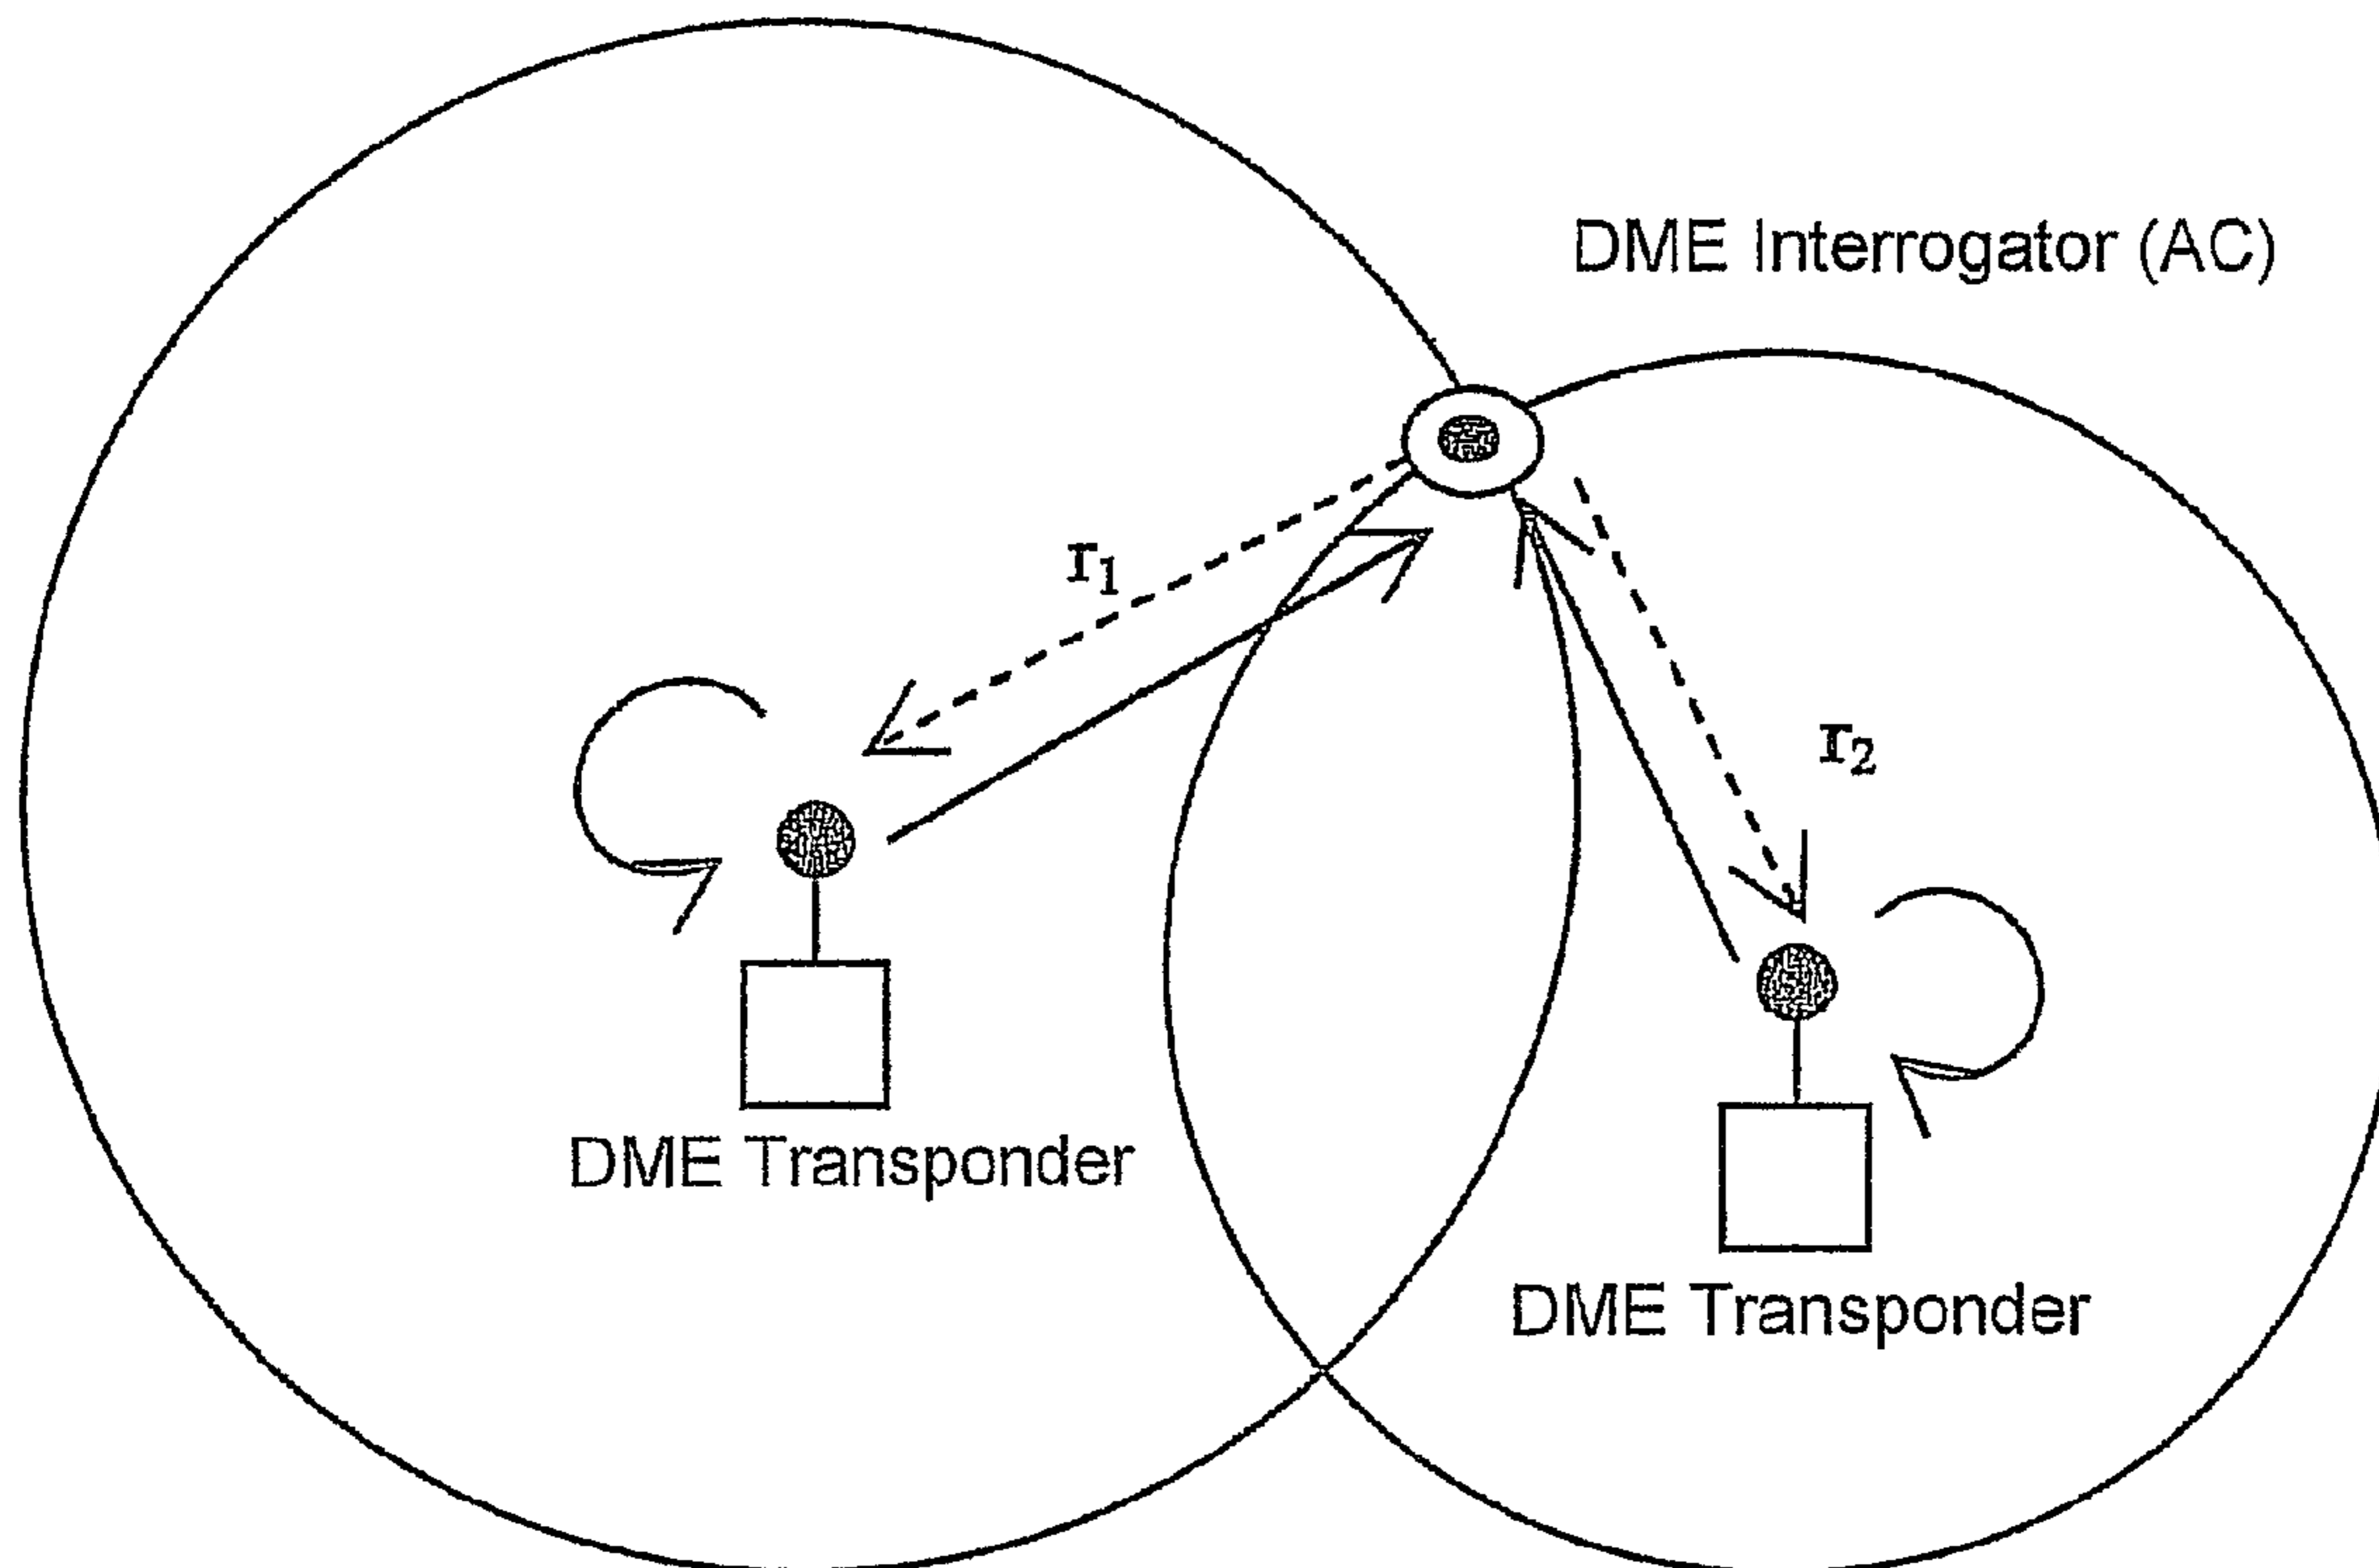 DME Interrogator (AC)
r₁
r₂
DME Transponder
DME Transponder